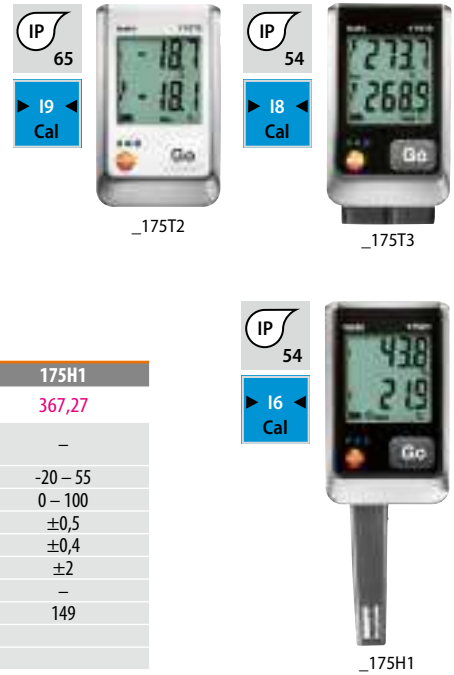 IP
65
I9
Cal
- 18.7
- 18.1
Go
_175T2
IP
54
I8
Cal
273.7
268.9
Go
_175T3
175H1
367,27
–
-20 – 55
0 – 100
±0,5
±0,4
±2
–
149
IP
54
I6
Cal
43.8
21.9
Go
_175H1